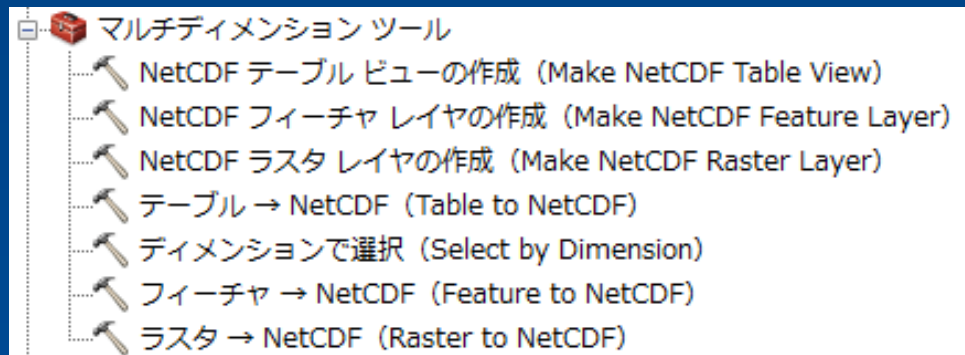 マルチディメンション ツール
NetCDF テーブル ビューの作成（Make NetCDF Table View）
NetCDF フィーチャ レイヤの作成（Make NetCDF Feature Layer）
NetCDF ラスタ レイヤの作成（Make NetCDF Raster Layer）
テーブル → NetCDF（Table to NetCDF）
ディメンションで選択（Select by Dimension）
フィーチャ → NetCDF（Feature to NetCDF）
ラスタ → NetCDF（Raster to NetCDF）